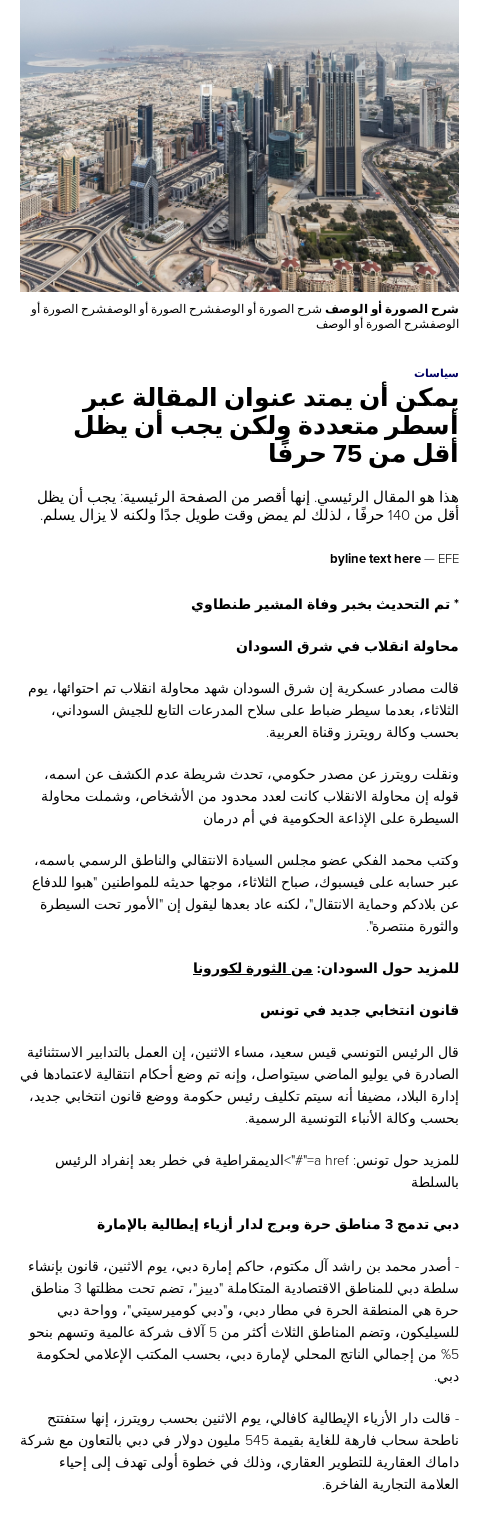 شرح الصورة أو الوصف شرح الصورة أو الوصفشرح الصورة أو الوصفشرح الصورة أو
الوصفشرح الصورة أو الوصف
سياسات
يمكن أن يمتد عنوان المقالة عبر
أسطر متعددة ولكن يجب أن يظل
أقل من 75 حرفًا
هذا هو المقال الرئيسي. إنها أقصر من الصفحة الرئيسية: يجب أن يظل
أقل من 140 حرفًا ، لذلك لم يمض وقت طويل جدًا ولكنه لا يزال يسلم.
byline text here — EFE
* تم التحديث بخبر وفاة المشير طنطاوي
محاولة انقلاب في شرق السودان
قالت مصادر عسكرية إن شرق السودان شهد محاولة انقلاب تم احتوائها، يوم
الثلاثاء، بعدما سيطر ضباط على سلاح المدرعات التابع للجيش السوداني،
بحسب وكالة رويترز وقناة العربية.
ونقلت رويترز عن مصدر حكومي، تحدث شريطة عدم الكشف عن اسمه،
قوله إن محاولة الانقلاب كانت لعدد محدود من الأشخاص، وشملت محاولة
السيطرة على الإذاعة الحكومية في أم درمان
وكتب محمد الفكي عضو مجلس السيادة الانتقالي والناطق الرسمي باسمه،
عبر حسابه على فيسبوك، صباح الثلاثاء، موجها حديثه للمواطنين "هبوا للدفاع
عن بلادكم وحماية الانتقال"، لكنه عاد بعدها ليقول إن "الأمور تحت السيطرة
والثورة منتصرة".
للمزيد حول السودان: من الثورة لكورونا
قانون انتخابي جديد في تونس
قال الرئيس التونسي قيس سعيد، مساء الاثنين، إن العمل بالتدابير الاستثنائية
الصادرة في يوليو الماضي سيتواصل، وإنه تم وضع أحكام انتقالية لاعتمادها في
إدارة البلاد، مضيفا أنه سيتم تكليف رئيس حكومة ووضع قانون انتخابي جديد،
بحسب وكالة الأنباء التونسية الرسمية.
للمزيد حول تونس: a href="#">الديمقراطية في خطر بعد إنفراد الرئيس
بالسلطة
دبي تدمج 3 مناطق حرة وبرج لدار أزياء إيطالية بالإمارة
- أصدر محمد بن راشد آل مكتوم، حاكم إمارة دبي، يوم الاثنين، قانون بإنشاء
سلطة دبي للمناطق الاقتصادية المتكاملة "دييز"، تضم تحت مظلتها 3 مناطق
حرة هي المنطقة الحرة في مطار دبي، و"دبي كوميرسيتي"، وواحة دبي
للسيليكون، وتضم المناطق الثلاث أكثر من 5 آلاف شركة عالمية وتسهم بنحو
5% من إجمالي الناتج المحلي لإمارة دبي، بحسب المكتب الإعلامي لحكومة
دبي.
- قالت دار الأزياء الإيطالية كافالي، يوم الاثنين بحسب رويترز، إنها ستفتتح
ناطحة سحاب فارهة للغاية بقيمة 545 مليون دولار في دبي بالتعاون مع شركة
داماك العقارية للتطوير العقاري، وذلك في خطوة أولى تهدف إلى إحياء
العلامة التجارية الفاخرة.